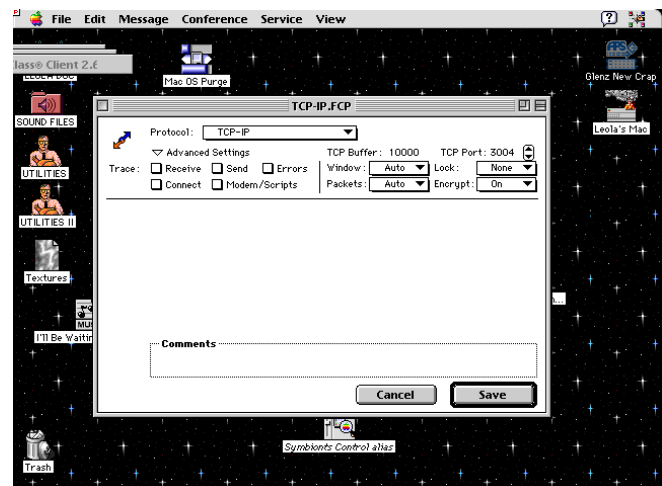 File Edit Message Conference Service View
lass® Client 2.6
Mac OS Purge
Glenz New Crap
SOUND FILES
TCP-IP.FCP
Leola's Mac
Protocol: TCP-IP
Advanced Settings
TCP Buffer: 10000 TCP Port: 3004
Trace: Receive Send Errors Window: Auto Lock: None
Connect Modem/Scripts Packets: Auto Encrypt: On
UTILITIES
UTILITIES II
Textures
MUS
I'll Be Waitin
Comments
Cancel Save
Symbionts Control alias
Trash